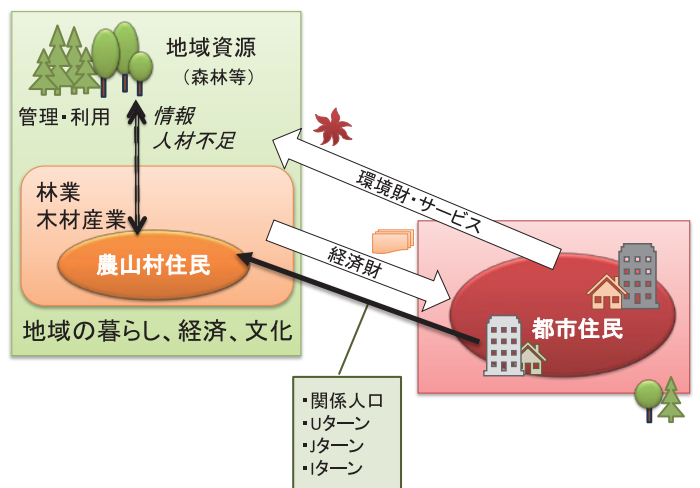 地域資源
（森林等）
管理・利用
情報
人材不足
林業
木材産業
農山村住民
地域の暮らし、経済、文化
環境財・サービス
経済財
都市住民
・関係人口
・Uターン
・Jターン
・Iターン